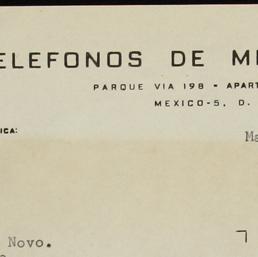 ELEFONOS DE M
PARQUE VIA 198 - APART
MEXICO-5, D.
ICA:
Ma
Novo.